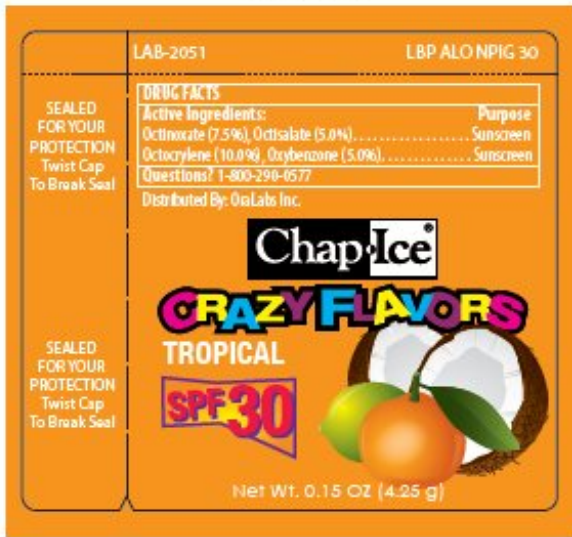 LAB-2051 LBP ALO NPIG 30
SEALED
FOR YOUR
PROTECTION
Twist Cap
To Break Seal
DRUG FACTS
Active Ingredients: Purpose
Octinoxate (7.5%), Octisalate (5.0%).................... Sunscreen
Octocrylene (10.0%), Oxybenzone (5.0%)................ Sunscreen
Questions? 1-800-290-0577
Distributed By: OraLabs Inc.
Chap·Ice®
CRAZY FLAVORS
SEALED
FOR YOUR
PROTECTION
Twist Cap
To Break Seal
TROPICAL
SPF 30
Net Wt. 0.15 OZ (4.25 g)